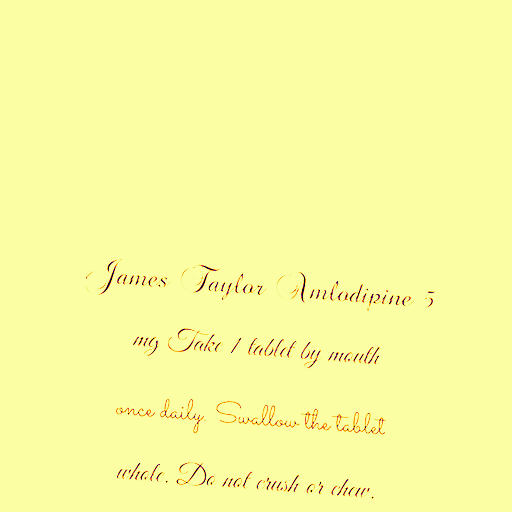 James Taylor Amlodipine 5
mg Take 1 tablet by mouth
once daily. Swallow the tablet
whole. Do not crush or chew.